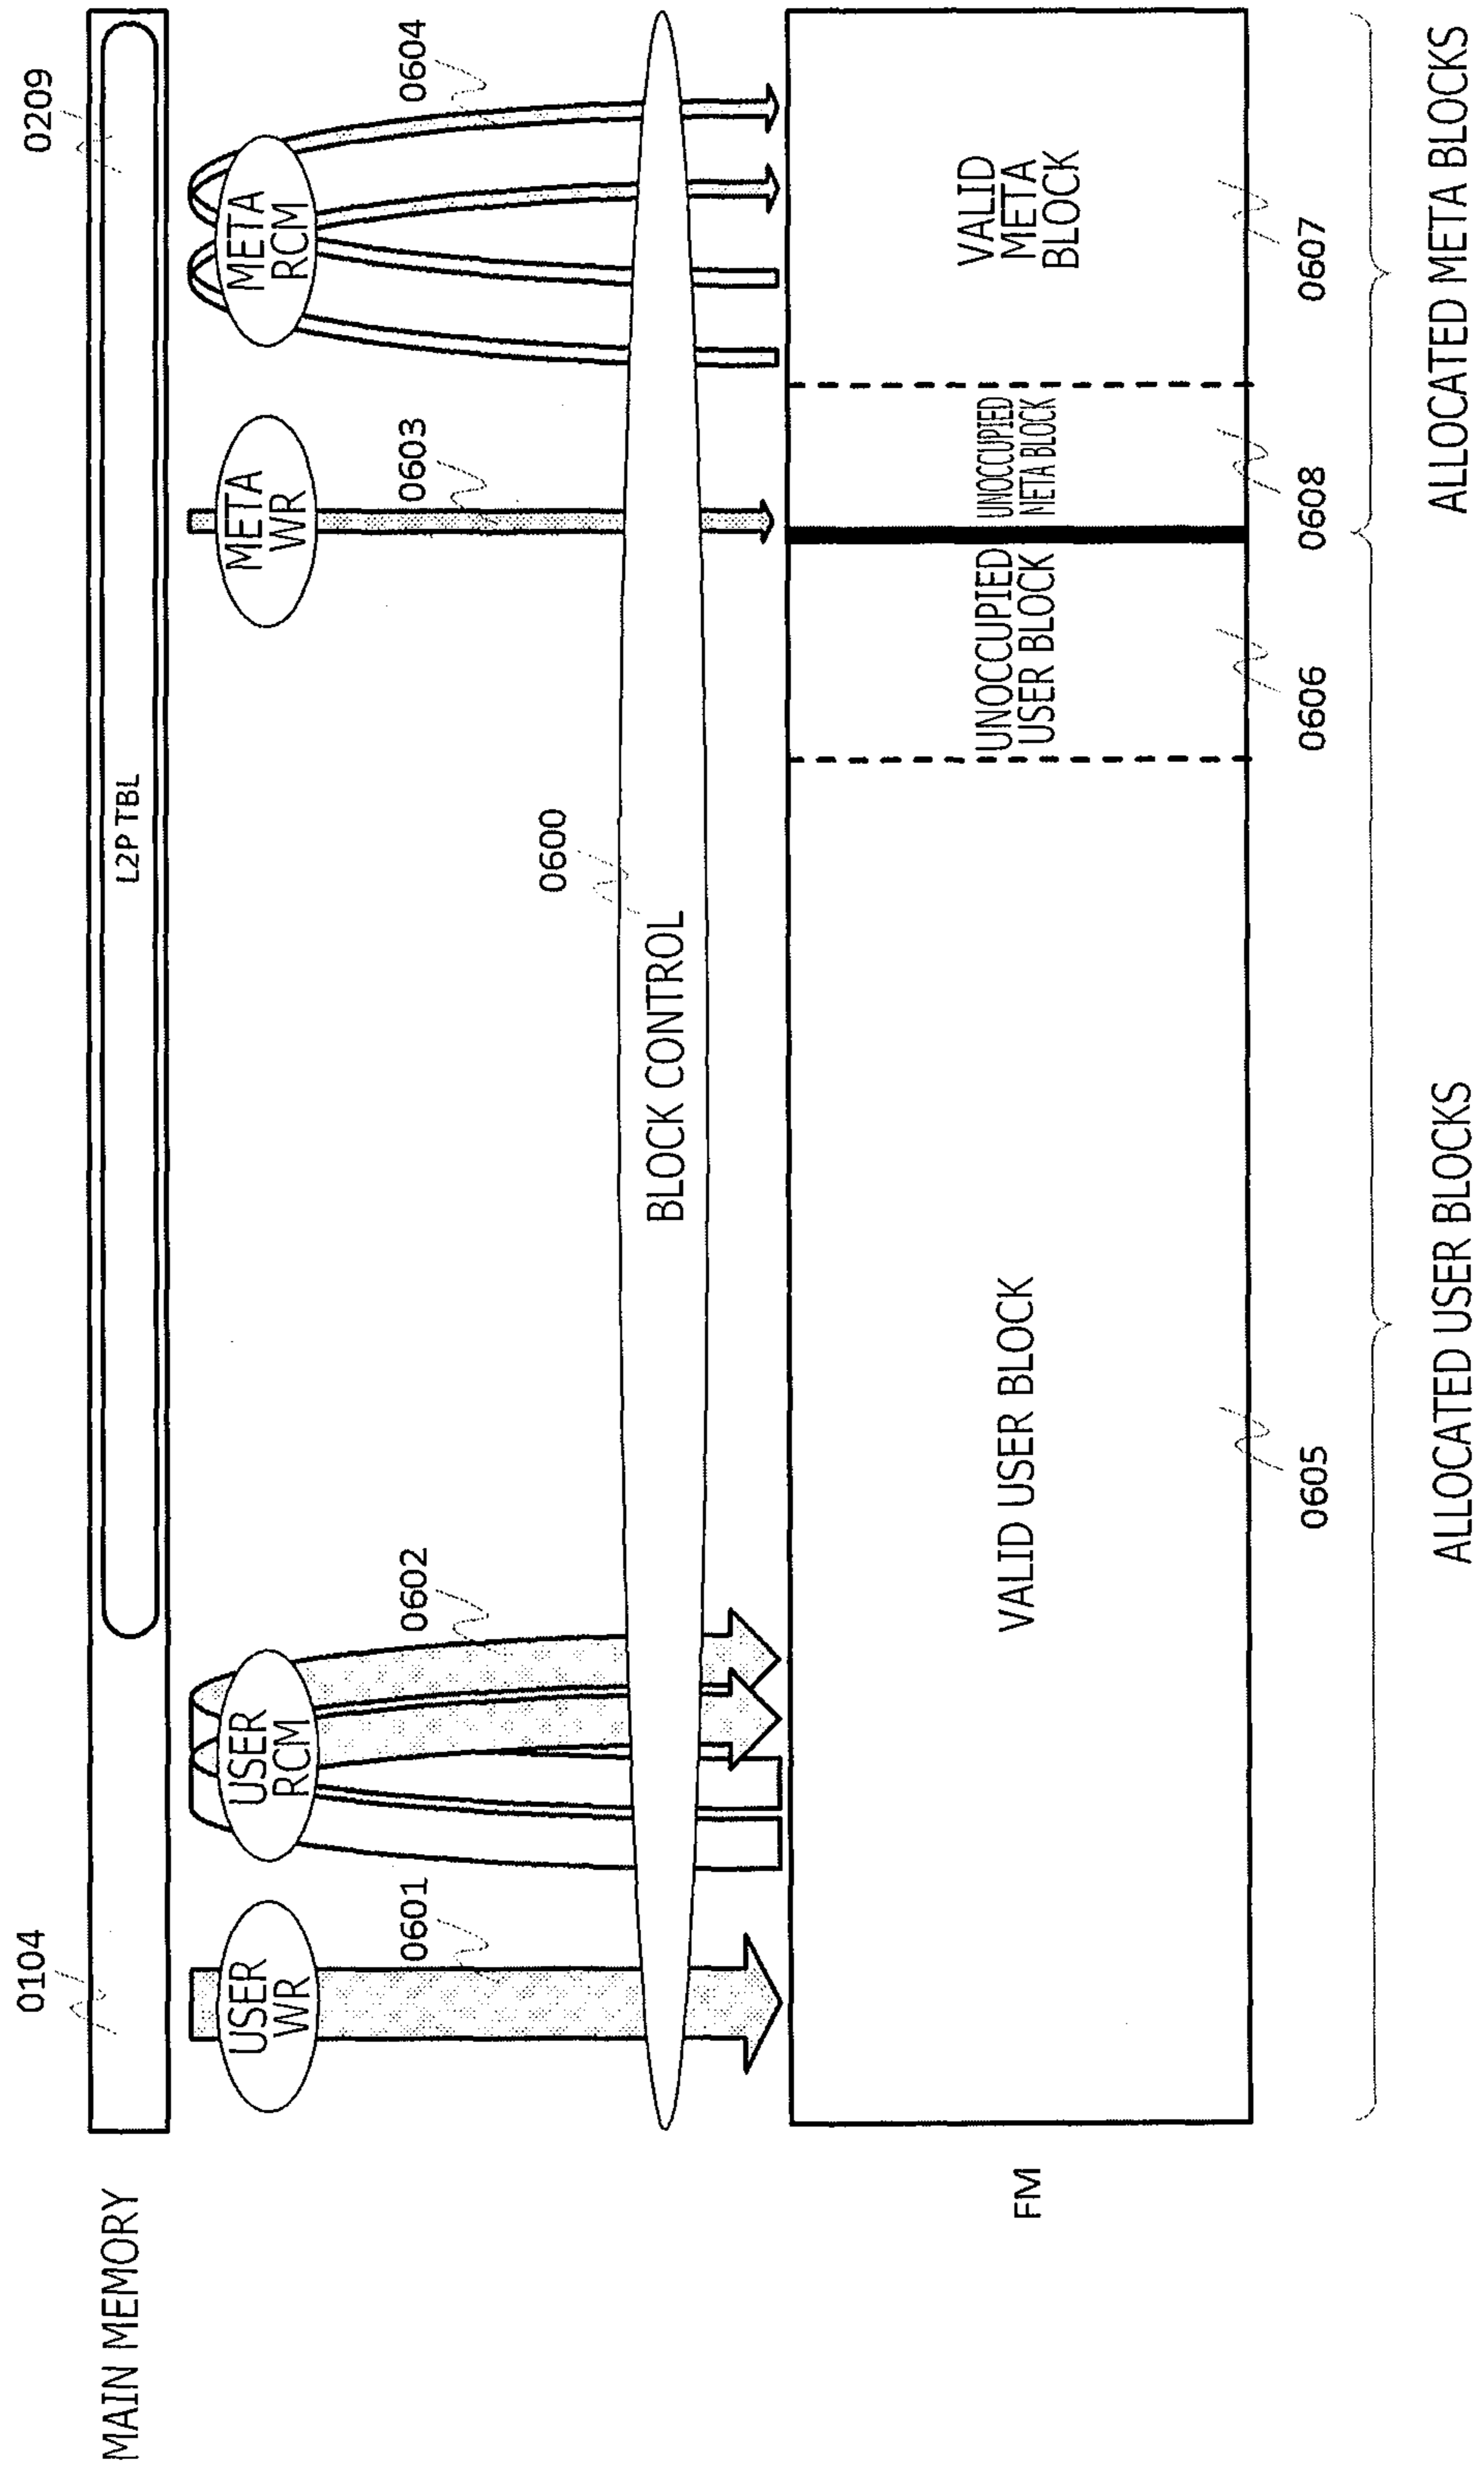 0104
0209
MAIN MEMORY
L2P TBL
USER
WR
USER
RCM
META
WR
META
RCM
0601
0602
0603
0604
0600
BLOCK CONTROL
FM
VALID USER BLOCK
UNOCCUPIED
USER BLOCK
UNOCCUPIED
META BLOCK
VALID
META
BLOCK
0605
0606
0608
0607
ALLOCATED USER BLOCKS
ALLOCATED META BLOCKS